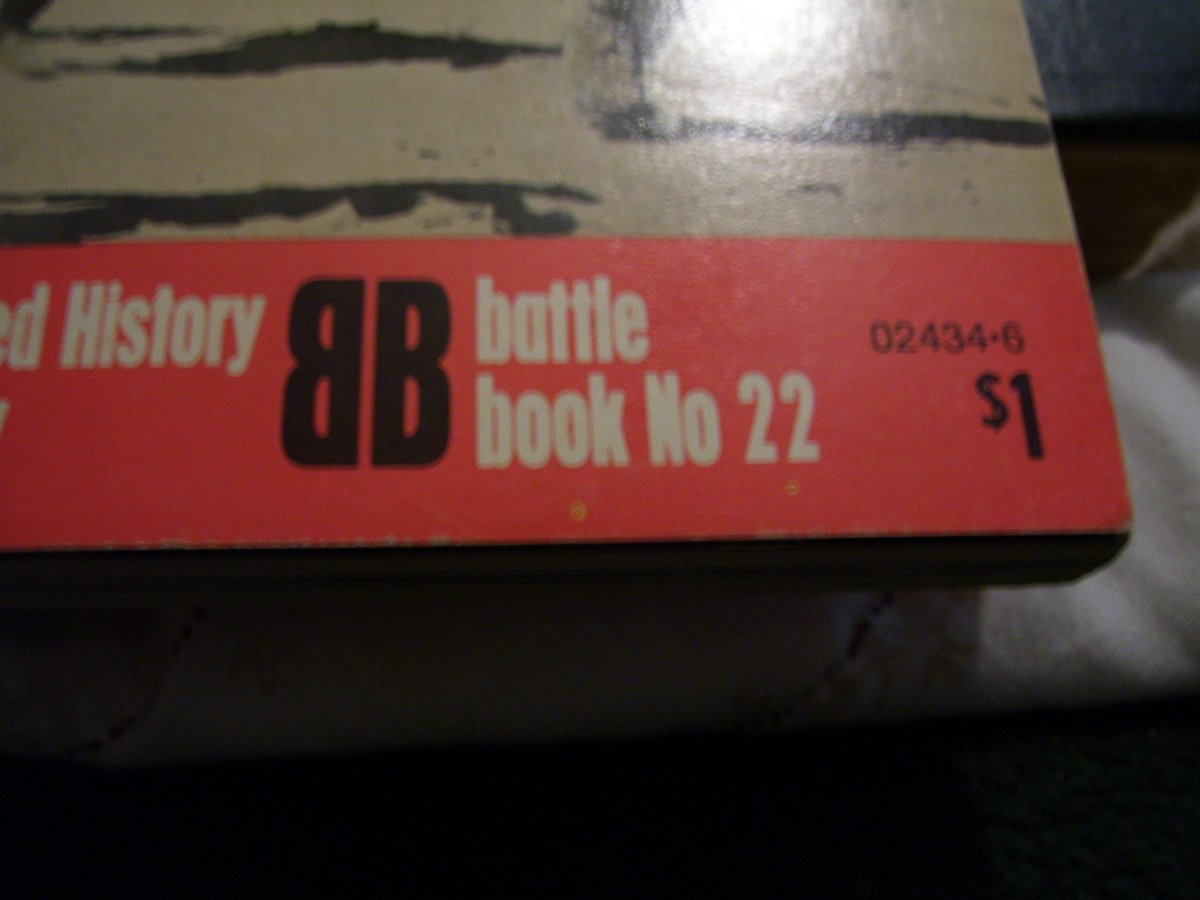 ed History
BB
battle
book No 22
02434·6
$1